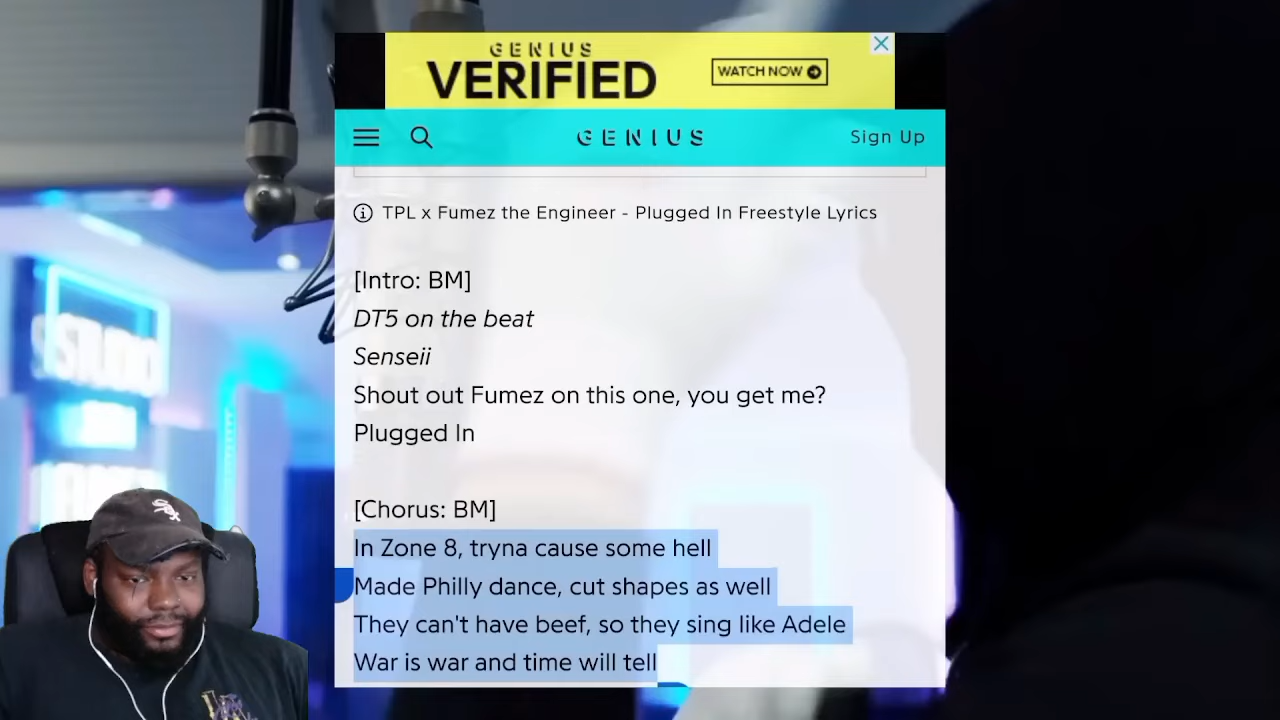 GENIUS
VERIFIED
WATCH NOW
GENIUS
Sign Up
TPL x Fumez the Engineer - Plugged In Freestyle Lyrics
[Intro: BM]
DT5 on the beat
Senseii
Shout out Fumez on this one, you get me?
Plugged In
STUDIO
[Chorus: BM]
In Zone 8, tryna cause some hell
Made Philly dance, cut shapes as well
They can't have beef, so they sing like Adele
War is war and time will tell
Sox